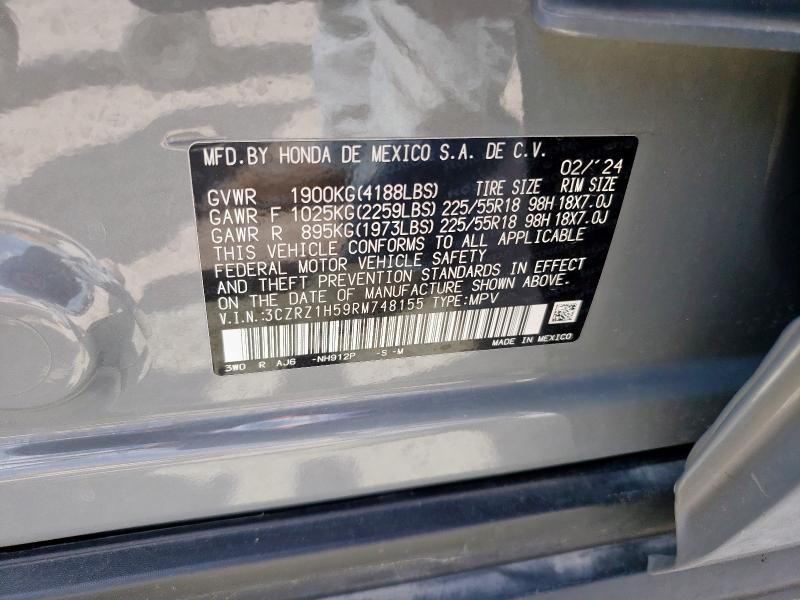 MFD.BY HONDA DE MEXICO S.A. DE C.V.
02/'24
GVWR 1900KG(4188LBS) TIRE SIZE RIM SIZE
GAWR F 1025KG(2259LBS) 225/55R18 98H 18X7.0J
GAWR R 895KG(1973LBS) 225/55R18 98H 18X7.0J
THIS VEHICLE CONFORMS TO ALL APPLICABLE
FEDERAL MOTOR VEHICLE SAFETY
AND THEFT PREVENTION STANDARDS IN EFFECT
ON THE DATE OF MANUFACTURE SHOWN ABOVE.
V.I.N.:3CZRZ1H59RM748155 TYPE:MPV
MADE IN MEXICO
3W0 R AJ6 -NH912P -S -M